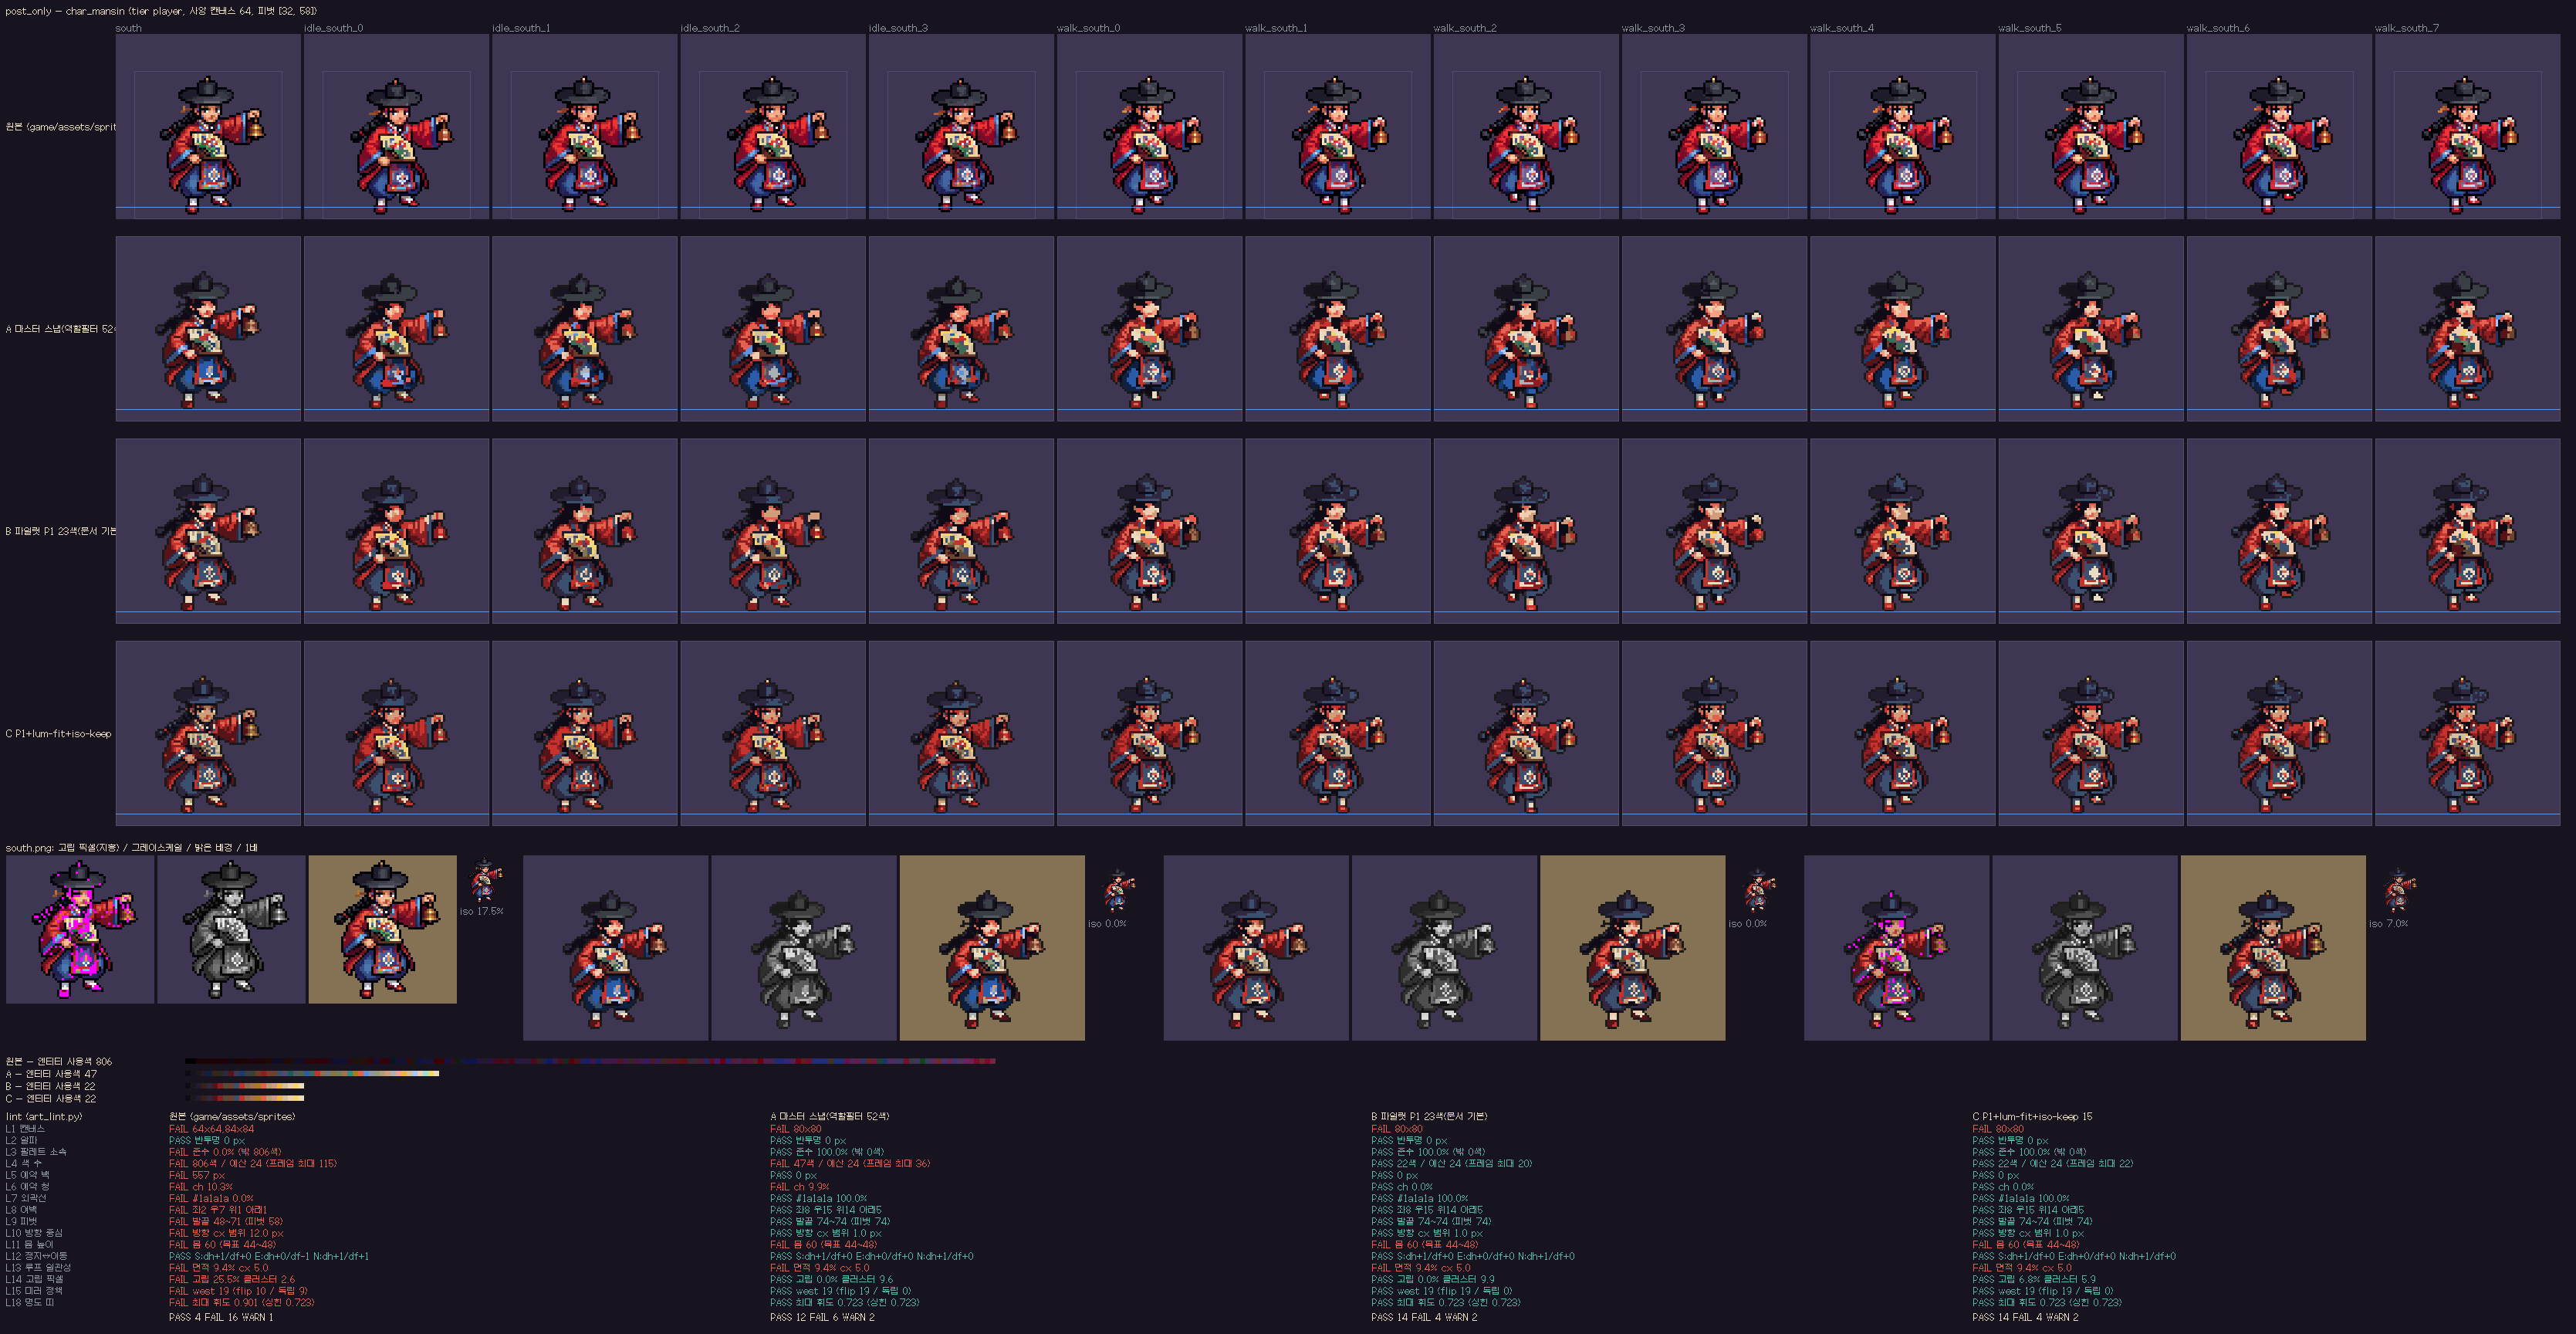 post_only — char_mansin (tier player, 사양 캔버스 64, 피벗 [32, 58])
south idle_south_0 idle_south_1 idle_south_2 idle_south_3 walk_south_0 walk_south_1 walk_south_2 walk_south_3 walk_south_4 walk_south_5 walk_south_6 walk_south_7
원본 (game/assets/sprit
A 마스터 스냅(역할필터 52
B 파일럿 P1 23색(문서 기본
C P1+lum-fit+iso-keep
south.png: 고립 픽셀(자홍) / 그레이스케일 / 밝은 배경 / 1배
iso 17.5% iso 0.0% iso 0.0% iso 7.0%
원본 — 엔티티 사용색 806
A — 엔티티 사용색 47
B — 엔티티 사용색 22
C — 엔티티 사용색 22
lint (art_lint.py) 원본 (game/assets/sprites) A 마스터 스냅(역할필터 52색) B 파일럿 P1 23색(문서 기본) C P1+lum-fit+iso-keep 15
L1 캔버스 FAIL 64x64,84x84 FAIL 80x80 FAIL 80x80 FAIL 80x80
L2 알파 PASS 반투명 0 px PASS 반투명 0 px PASS 반투명 0 px PASS 반투명 0 px
L3 팔레트 소속 FAIL 준수 0.0% (밖 806색) PASS 준수 100.0% (밖 0색) PASS 준수 100.0% (밖 0색) PASS 준수 100.0% (밖 0색)
L4 색 수 FAIL 806색 / 예산 24 (프레임 최대 115) FAIL 47색 / 예산 24 (프레임 최대 36) PASS 22색 / 예산 24 (프레임 최대 20) PASS 22색 / 예산 24 (프레임 최대 22)
L5 예약 백 FAIL 557 px PASS 0 px PASS 0 px PASS 0 px
L6 예약 청 FAIL ch 10.3% FAIL ch 9.9% PASS ch 0.0% PASS ch 0.0%
L7 외곽선 FAIL #1a1a1a 0.0% PASS #1a1a1a 100.0% PASS #1a1a1a 100.0% PASS #1a1a1a 100.0%
L8 여백 FAIL 좌2 우7 위1 아래1 PASS 좌8 우15 위14 아래5 PASS 좌8 우15 위14 아래5 PASS 좌8 우15 위14 아래5
L9 피벗 FAIL 발끝 48~71 (피벗 58) PASS 발끝 74~74 (피벗 74) PASS 발끝 74~74 (피벗 74) PASS 발끝 74~74 (피벗 74)
L10 방향 중심 FAIL 방향 cx 범위 12.0 px PASS 방향 cx 범위 1.0 px PASS 방향 cx 범위 1.0 px PASS 방향 cx 범위 1.0 px
L11 몸 높이 FAIL 몸 60 (목표 44~48) FAIL 몸 60 (목표 44~48) FAIL 몸 60 (목표 44~48) FAIL 몸 60 (목표 44~48)
L12 정지↔이동 PASS S:dh+1/df+0 E:dh+0/df-1 N:dh+1/df+1 PASS S:dh+1/df+0 E:dh+0/df+0 N:dh+1/df+0 PASS S:dh+1/df+0 E:dh+0/df+0 N:dh+1/df+0 PASS S:dh+1/df+0 E:dh+0/df+0 N:dh+1/df+0
L13 루프 일관성 FAIL 면적 9.4% cx 5.0 FAIL 면적 9.4% cx 5.0 FAIL 면적 9.4% cx 5.0 FAIL 면적 9.4% cx 5.0
L14 고립 픽셀 FAIL 고립 25.5% 클러스터 2.6 PASS 고립 0.0% 클러스터 9.6 PASS 고립 0.0% 클러스터 9.9 PASS 고립 6.8% 클러스터 5.9
L15 미러 정책 FAIL west 19 (flip 10 / 독립 9) PASS west 19 (flip 19 / 독립 0) PASS west 19 (flip 19 / 독립 0) PASS west 19 (flip 19 / 독립 0)
L18 명도 띠 FAIL 최대 휘도 0.901 (상한 0.723) PASS 최대 휘도 0.723 (상한 0.723) PASS 최대 휘도 0.723 (상한 0.723) PASS 최대 휘도 0.723 (상한 0.723)
PASS 4 FAIL 16 WARN 1 PASS 12 FAIL 6 WARN 2 PASS 14 FAIL 4 WARN 2 PASS 14 FAIL 4 WARN 2